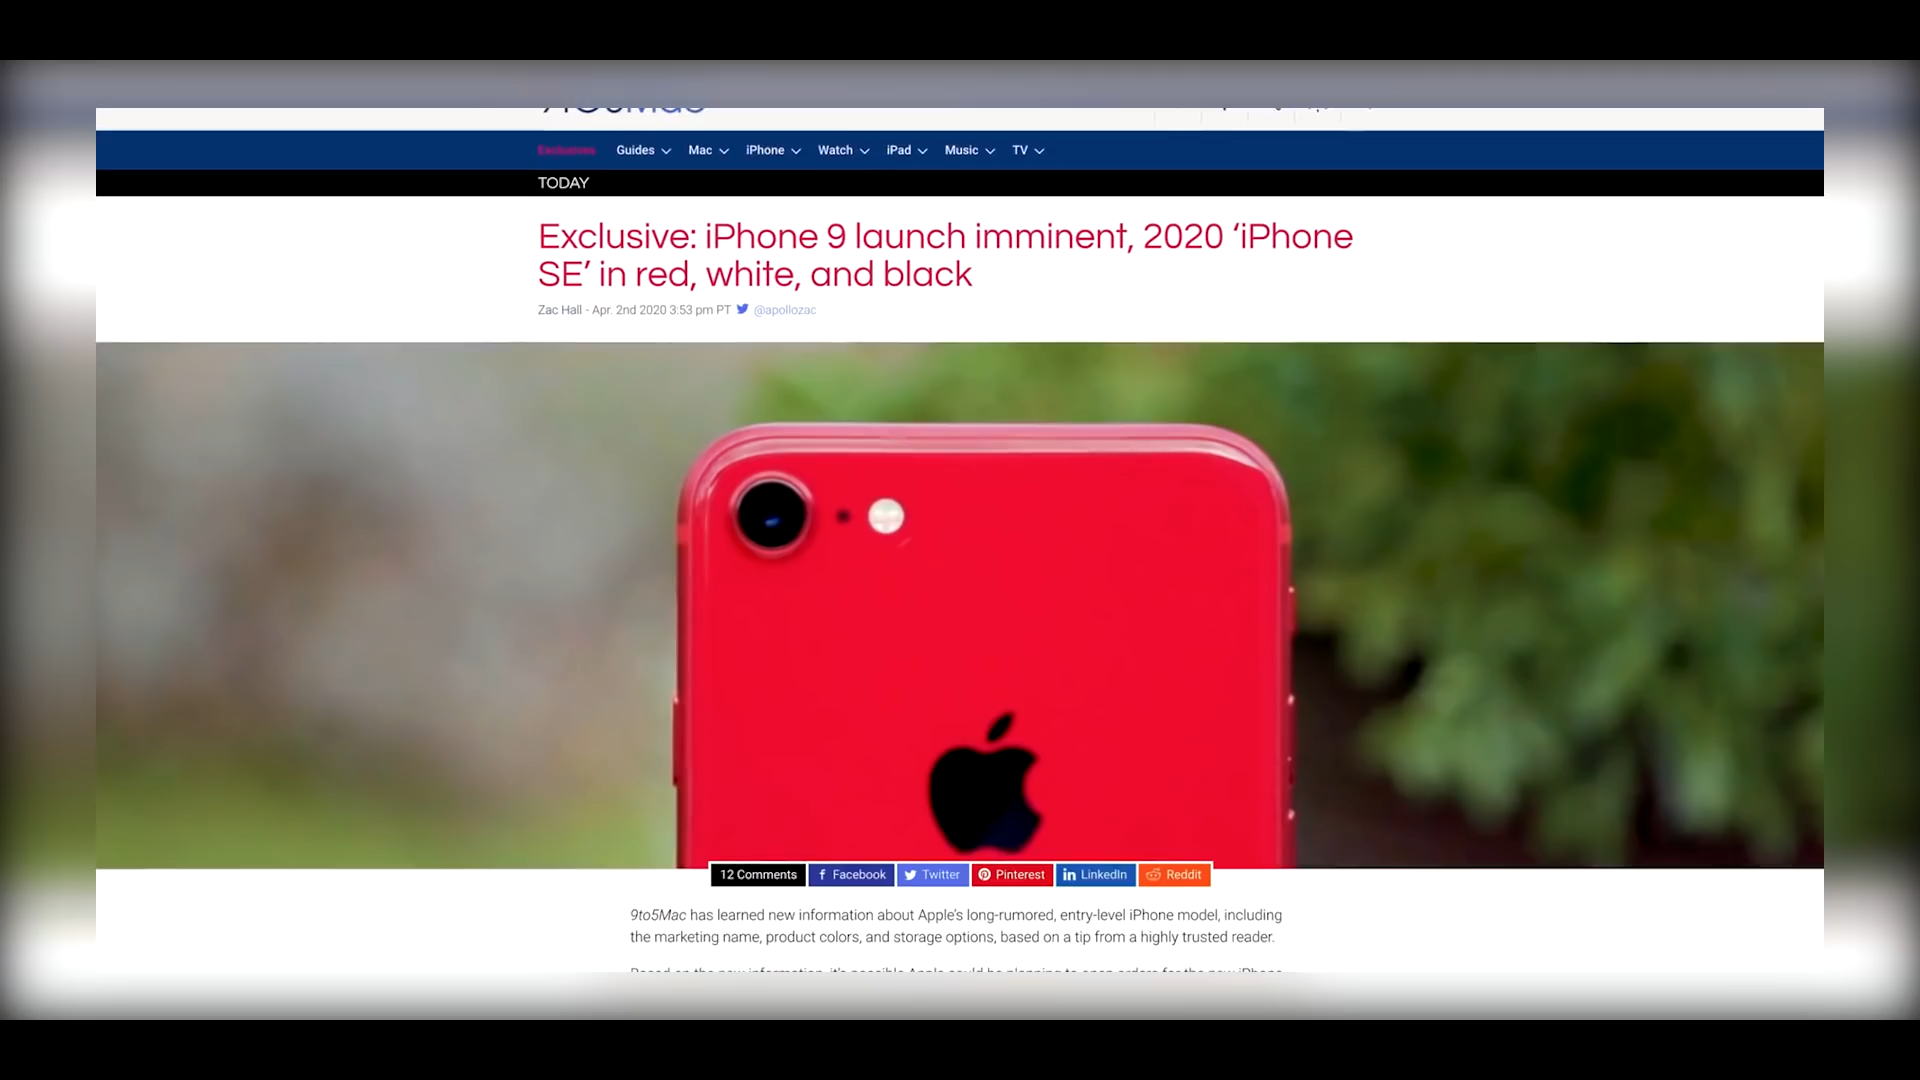 Exclusives Guides Mac iPhone Watch iPad Music TV
TODAY
Exclusive: iPhone 9 launch imminent, 2020 ‘iPhone
SE’ in red, white, and black
Zac Hall - Apr. 2nd 2020 3:53 pm PT @apollozac
12 Comments Facebook Twitter Pinterest LinkedIn Reddit
9to5Mac has learned new information about Apple's long-rumored, entry-level iPhone model, including
the marketing name, product colors, and storage options, based on a tip from a highly trusted reader.